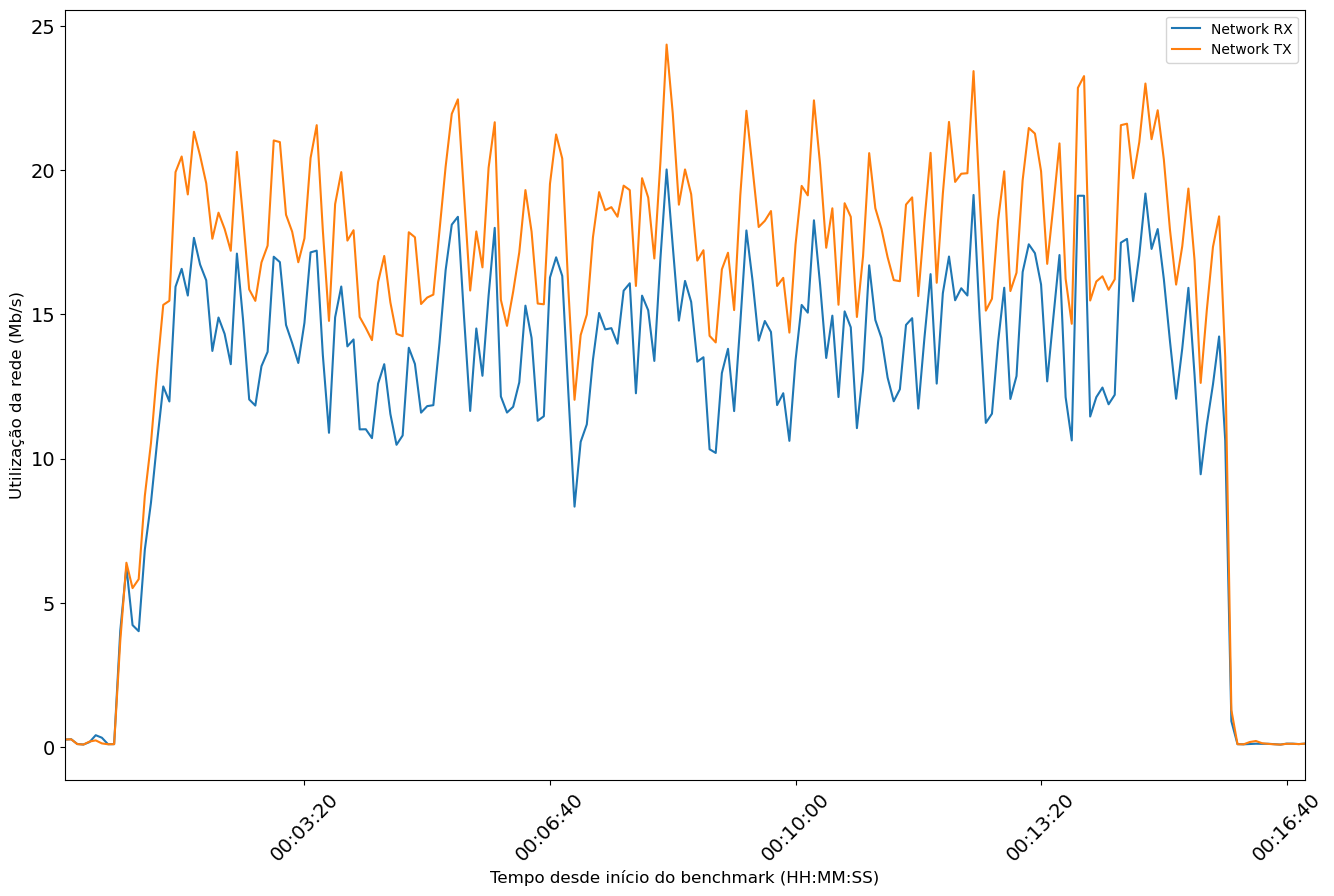 25
20
15
10
5
0
Utilização da rede (Mb/s)
Network RX
Network TX
00:03:20
00:06:40
00:10:00
00:13:20
00:16:40
Tempo desde início do benchmark (HH:MM:SS)